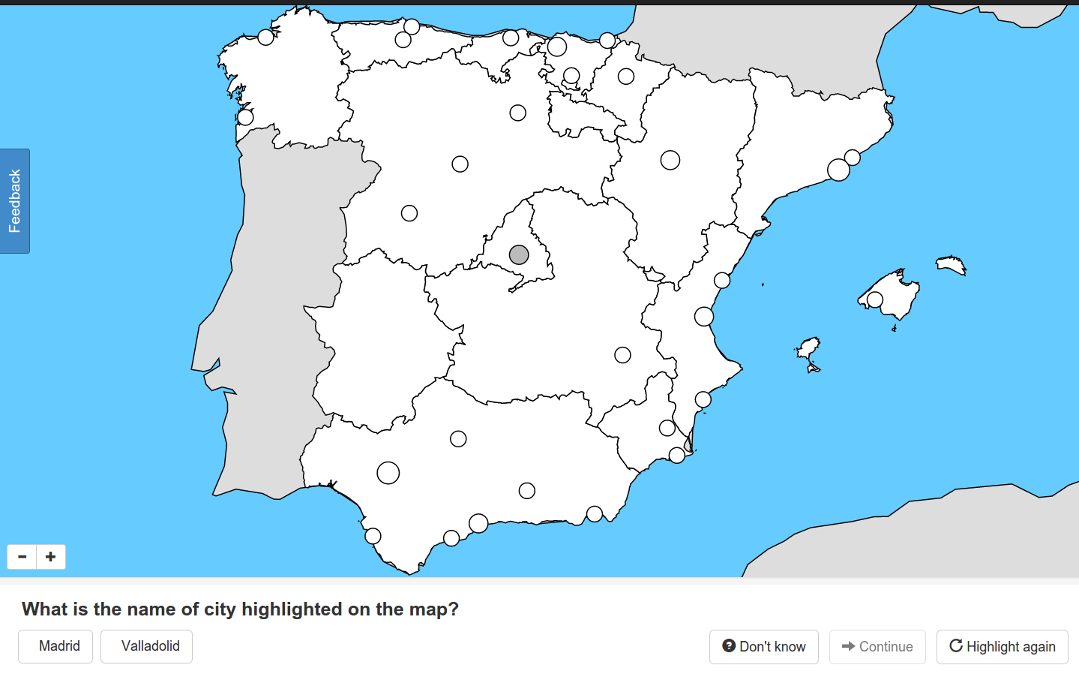 Feedback
- +
What is the name of city highlighted on the map?
Madrid Valladolid ? Don't know Continue Highlight again